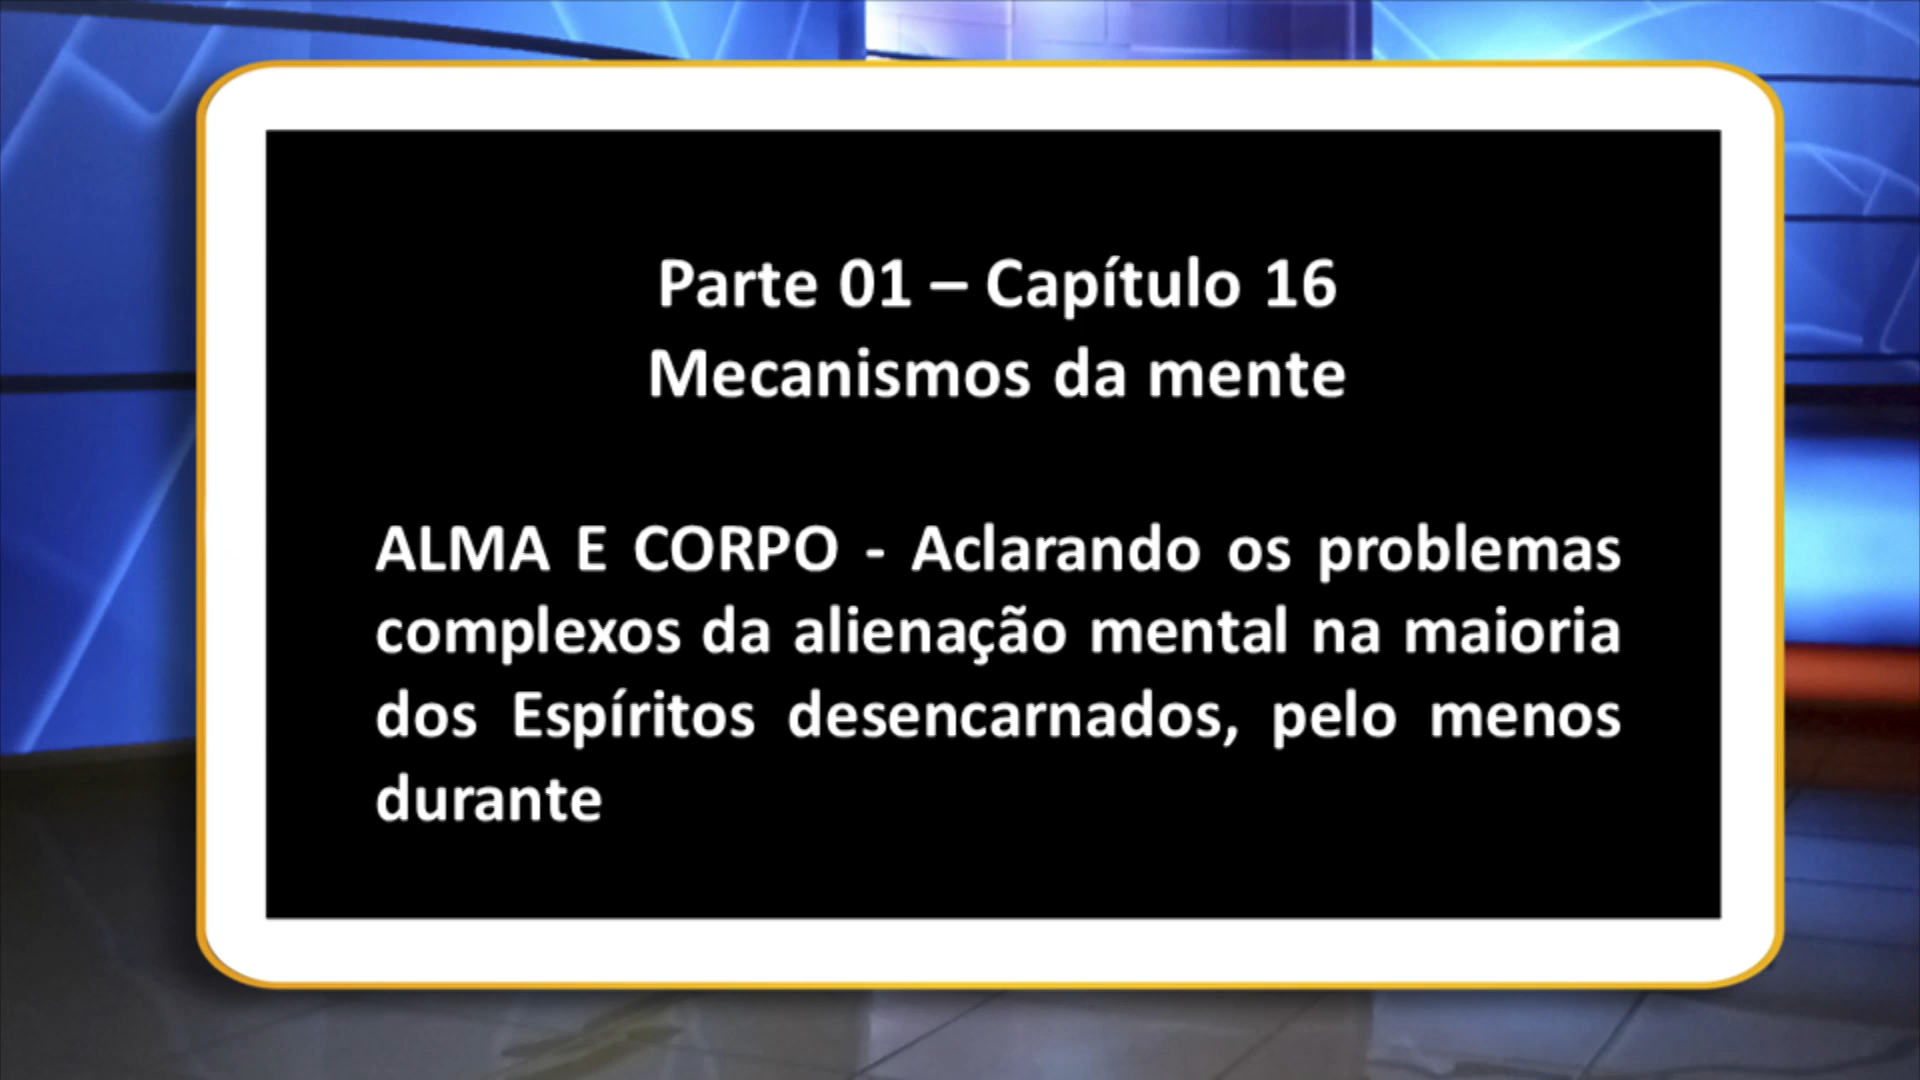 Parte 01 – Capítulo 16
Mecanismos da mente
ALMA E CORPO - Aclarando os problemas
complexos da alienação mental na maioria
dos Espíritos desencarnados, pelo menos
durante